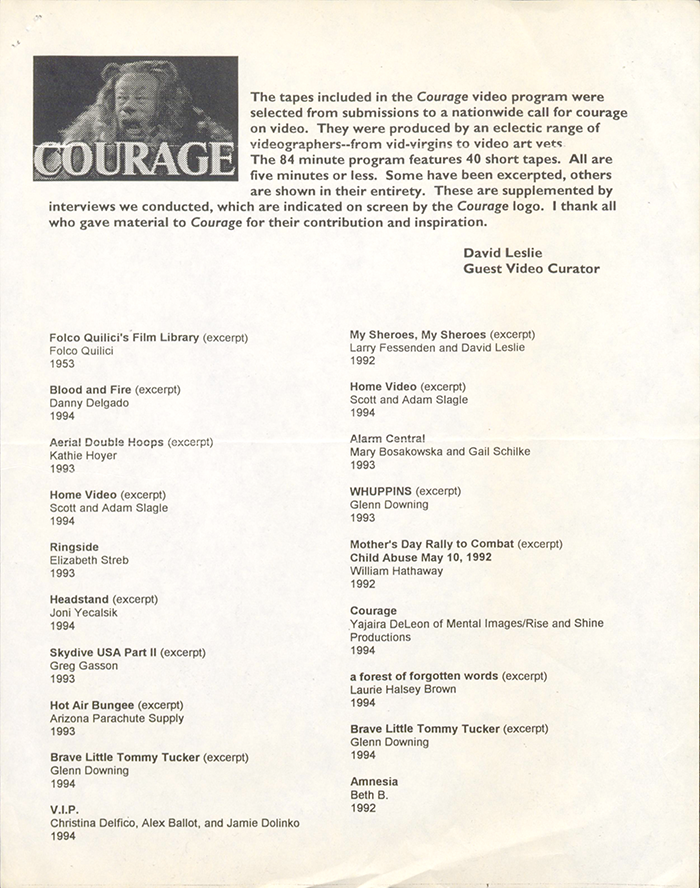 COURAGE
The tapes included in the Courage video program were
selected from submissions to a nationwide call for courage
on video. They were produced by an eclectic range of
videographers--from vid-virgins to video art vets
The 84 minute program features 40 short tapes. All are
five minutes or less. Some have been excerpted, others
are shown in their entirety. These are supplemented by
interviews we conducted, which are indicated on screen by the Courage logo. I thank all
who gave material to Courage for their contribution and inspiration.
David Leslie
Guest Video Curator
Folco Quilici's Film Library (excerpt)
Folco Quilici
1953
Blood and Fire (excerpt)
Danny Delgado
1994
Aerial Double Hoops (excerpt)
Kathie Hoyer
1993
Home Video (excerpt)
Scott and Adam Slagle
1994
Ringside
Elizabeth Streb
1993
Headstand (excerpt)
Joni Yecalsik
1994
Skydive USA Part II (excerpt)
Greg Gasson
1993
Hot Air Bungee (excerpt)
Arizona Parachute Supply
1993
Brave Little Tommy Tucker (excerpt)
Glenn Downing
1994
V.I.P.
Christina Delfico, Alex Ballot, and Jamie Dolinko
1994
My Sheroes, My Sheroes (excerpt)
Larry Fessenden and David Leslie
1992
Home Video (excerpt)
Scott and Adam Slagle
1994
Alarm Central
Mary Bosakowska and Gail Schilke
1993
WHUPPINS (excerpt)
Glenn Downing
1993
Mother's Day Rally to Combat (excerpt)
Child Abuse May 10, 1992
William Hathaway
1992
Courage
Yajaira DeLeon of Mental Images/Rise and Shine
Productions
1994
a forest of forgotten words (excerpt)
Laurie Halsey Brown
1994
Brave Little Tommy Tucker (excerpt)
Glenn Downing
1994
Amnesia
Beth B.
1992